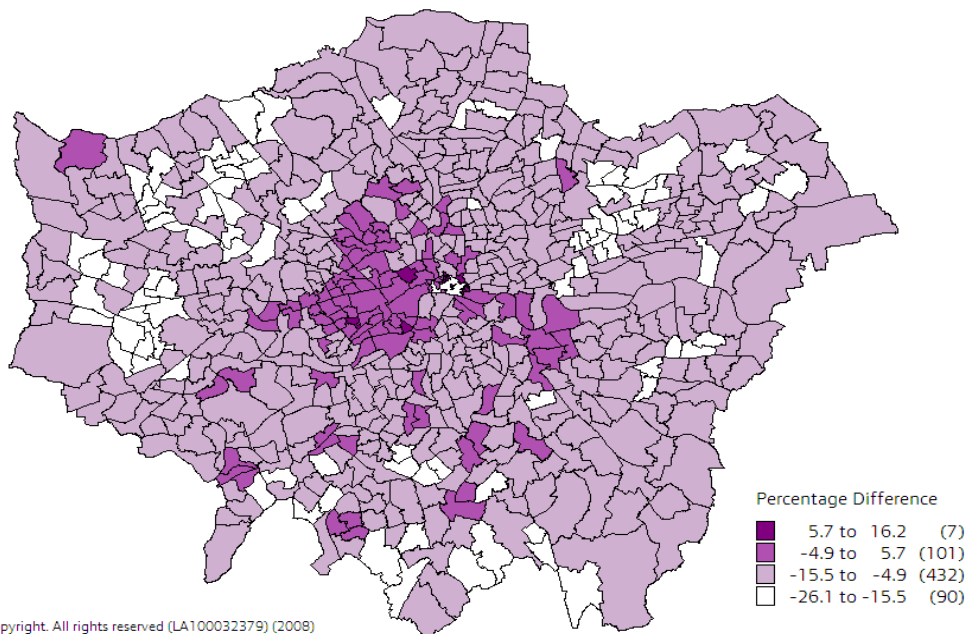 Percentage Difference
5.7 to 16.2 (7)
-4.9 to 5.7 (101)
-15.5 to -4.9 (432)
-26.1 to -15.5 (90)
pyright. All rights reserved (LA100032379) (2008)